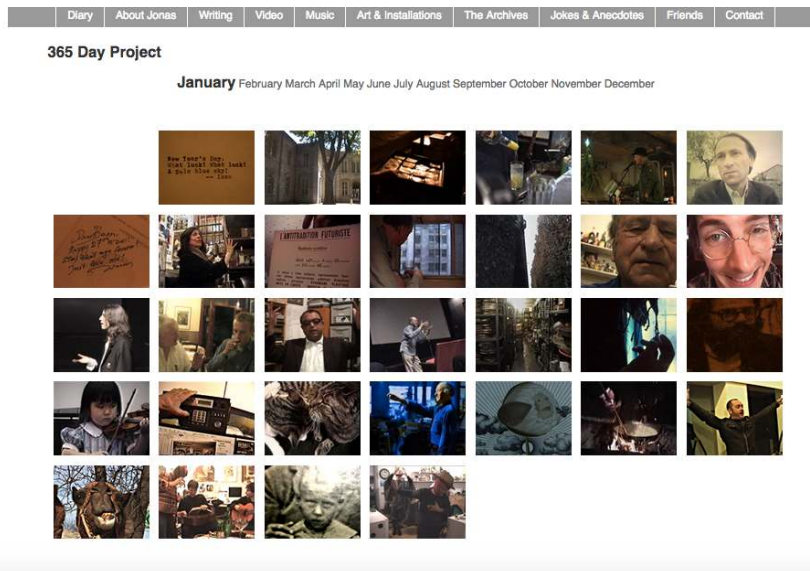 Diary About Jonas Writing Video Music Art & Installations The Archives Jokes & Anecdotes Friends Contact
365 Day Project
January February March April May June July August September October November December
New Year's Day.
What luck! What luck!
A pale blue sky!
-- Issa
L'ANTITRADITION FUTURISTE